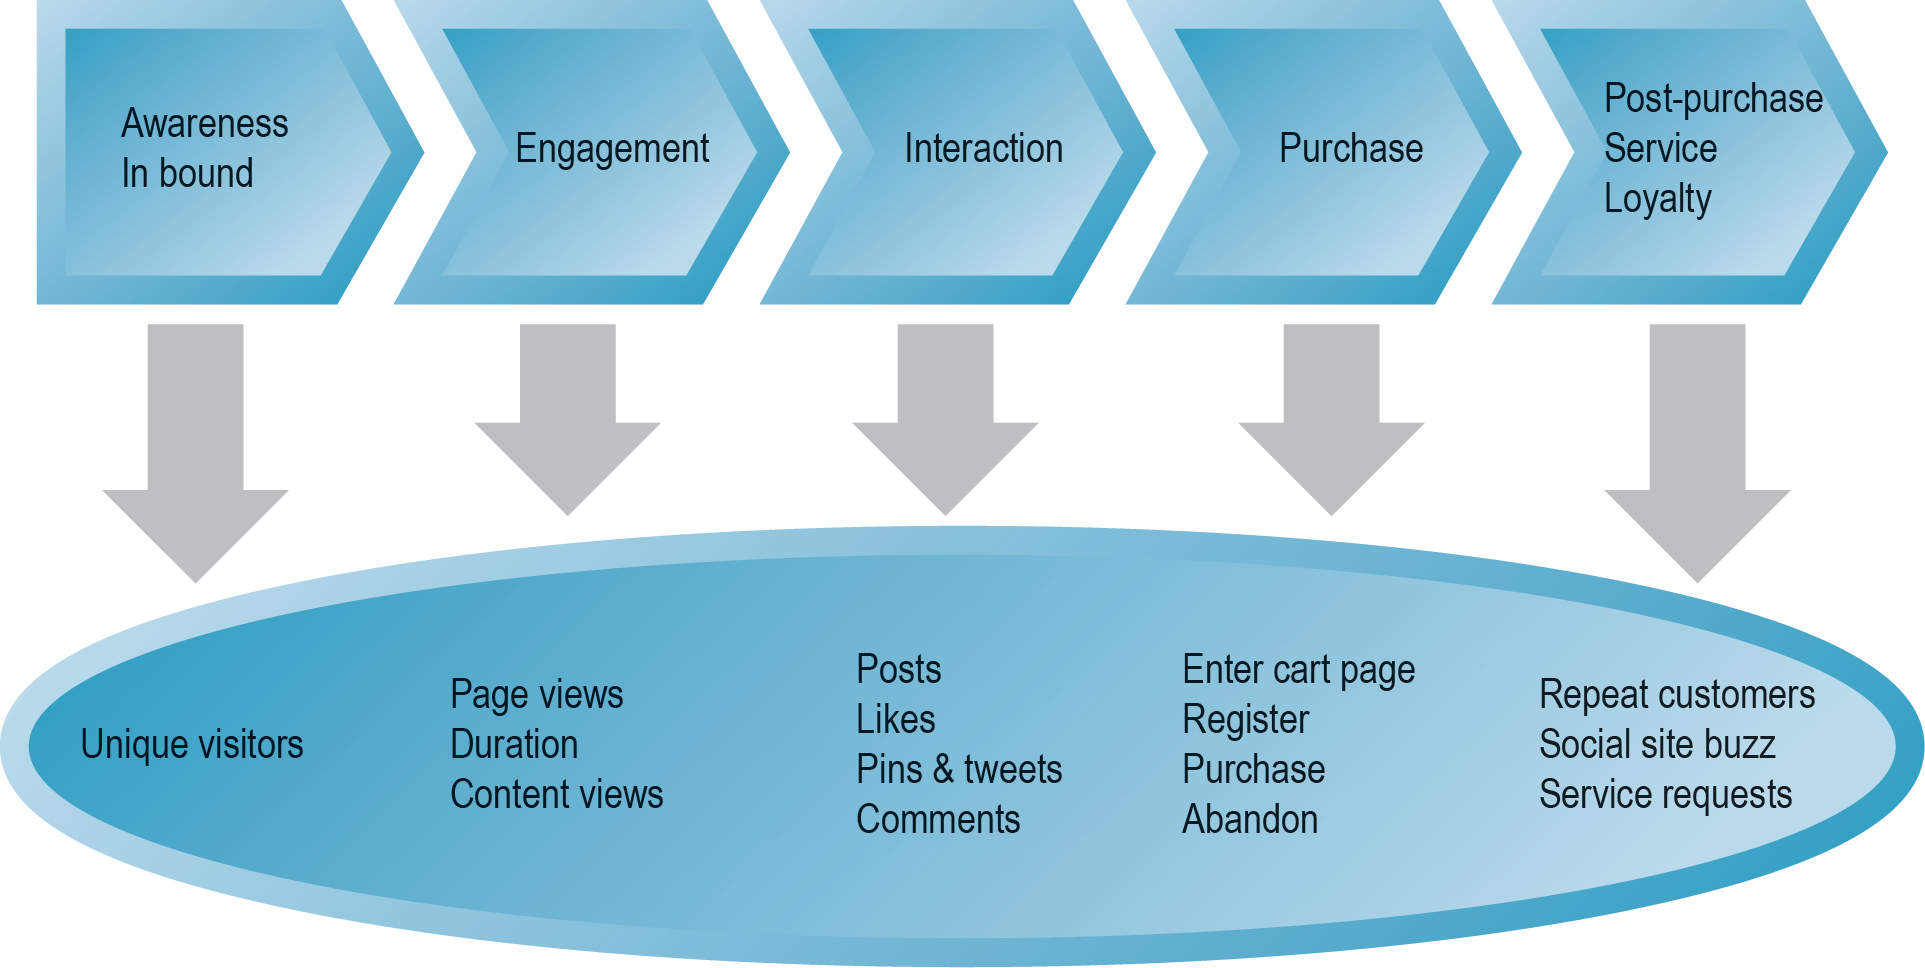 Awareness
In bound
Engagement
Interaction
Purchase
Post-purchase
Service
Loyalty
Unique visitors
Page views
Duration
Content views
Posts
Likes
Pins & tweets
Comments
Enter cart page
Register
Purchase
Abandon
Repeat customers
Social site buzz
Service requests